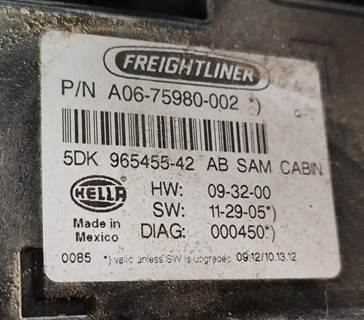 FREIGHTLINER
P/N A06-75980-002 *)
5DK 965455-42 AB SAM CABIN
HELLA
HW: 09-32-00
SW: 11-29-05*)
Made in
Mexico
DIAG: 000450*)
0085 *) valid unless SW is upgraded 09:12/10.13.12